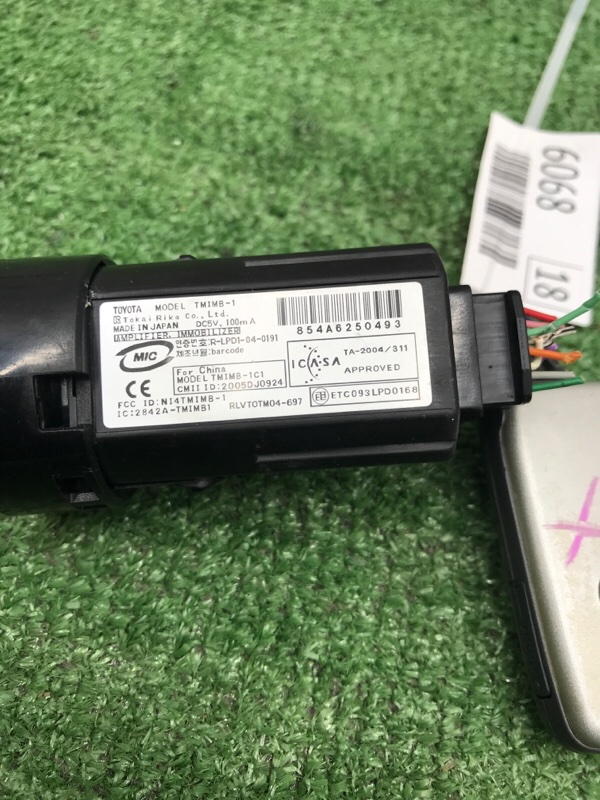 TOYOTA MODEL TMIMB-1
Tokai Rika Co., Ltd.
MADE IN JAPAN DC5V, 100mA
AMPLIFIER, IMMOBILIZER
MIC
인증번호:R-LPD1-04-0191
제조년월:barcode
For China
MODEL TMIMB-1C1
CMII ID:2005DJ0924
CE
FCC ID:NI4TMIMB-1
IC:2842A-TMIMB1
RLVTOTM04-697
854A6250493
ICASA
TA-2004/311
APPROVED
ETC093LPD0168
6068
18